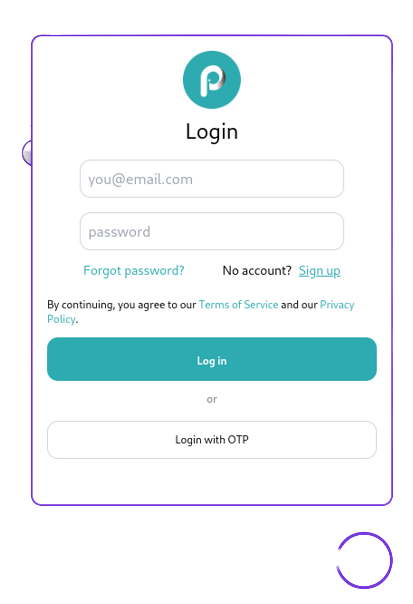 Login
you@email.com
password
Forgot password? No account? Sign up
By continuing, you agree to our Terms of Service and our Privacy
Policy.
Log in
or
Login with OTP